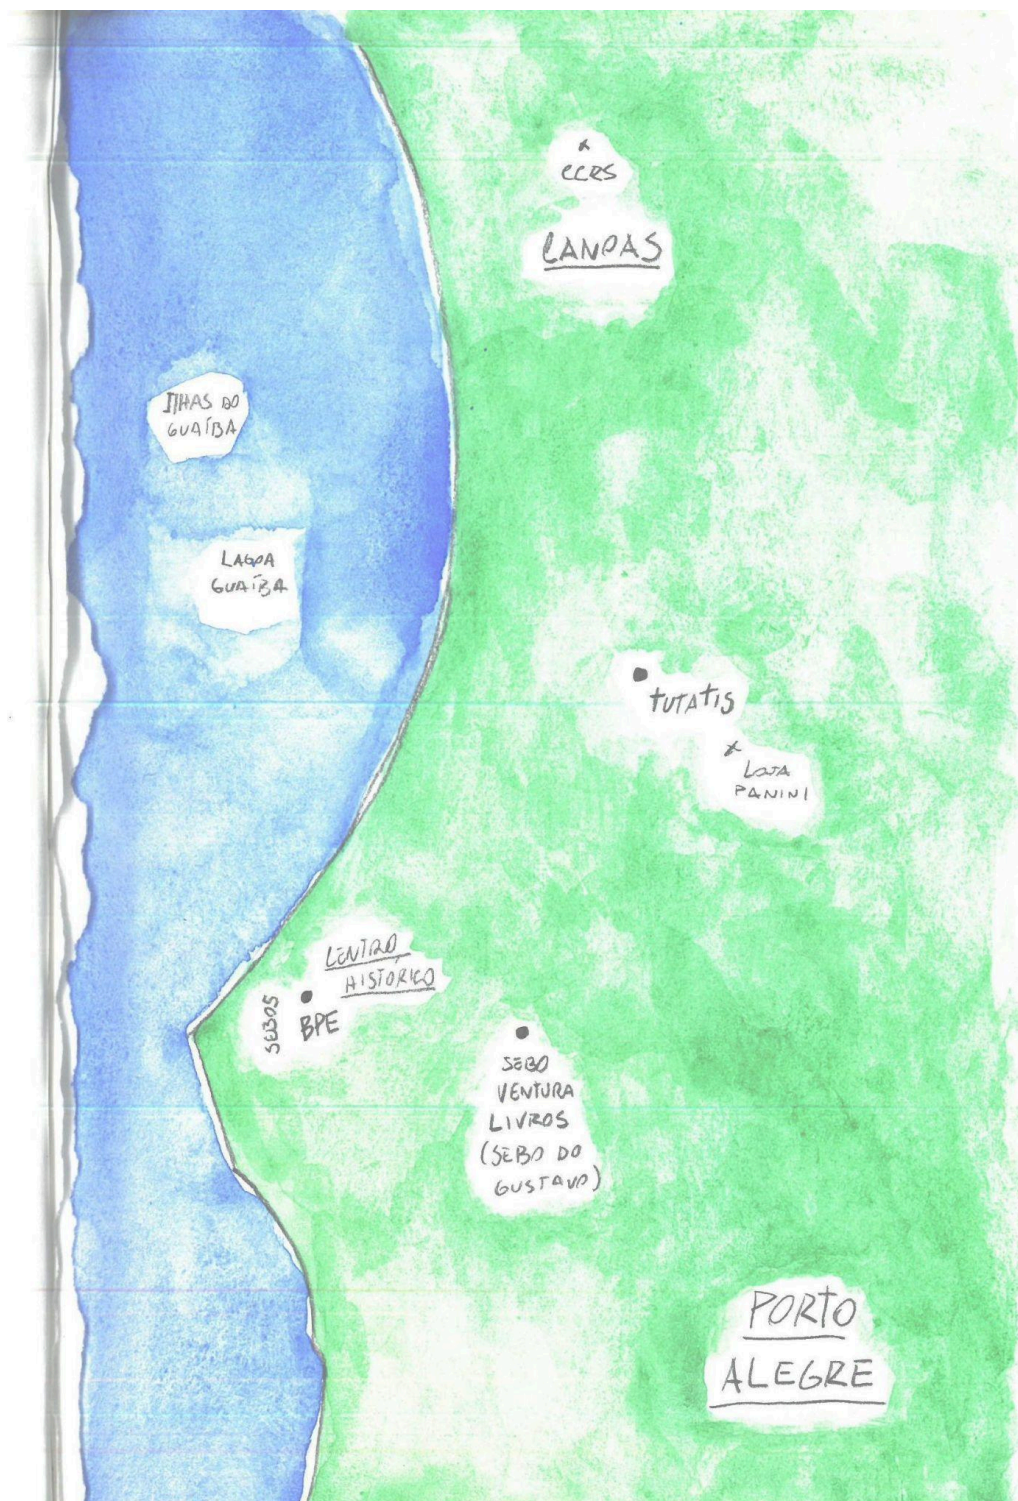 CCRS
CANOAS
ILHAS DO
GUAÍBA
LAGOA
GUAÍBA
TUTATIS
LOJA
PANINI
CENTRO
HISTÓRICO
SEBOS
BPE
SEBO
VENTURA
LIVROS
(SEBO DO
GUSTAVO)
PORTO
ALEGRE